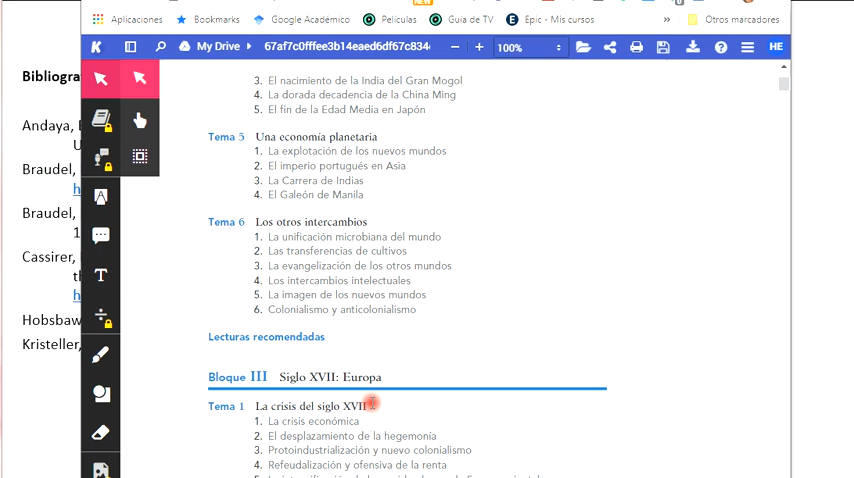 NEW
Aplicaciones Bookmarks Google Académico Películas Guía de TV Epic - Mis cursos » Otros marcadores
K My Drive 67af7c0fffee3b14eaed6df67c834 100% HE
Bibliogra
3. El nacimiento de la India del Gran Mogol
4. La dorada decadencia de la China Ming
5. El fin de la Edad Media en Japón
Andaya,
U
Tema 5 Una economía planetaria
1. La explotación de los nuevos mundos
Braudel,
2. El imperio portugués en Asia
3. La Carrera de Indias
h
4. El Galeón de Manila
Braudel,
Tema 6 Los otros intercambios
1
1. La unificación microbiana del mundo
2. Las transferencias de cultivos
Cassirer,
3. La evangelización de los otros mundos
th
4. Los intercambios intelectuales
h
5. La imagen de los nuevos mundos
6. Colonialismo y anticolonialismo
Hobsbaw
Lecturas recomendadas
Kristeller,
Bloque III Siglo XVII: Europa
Tema 1 La crisis del siglo XVII
1. La crisis económica
2. El desplazamiento de la hegemonía
3. Protoindustrialización y nuevo colonialismo
4. Refeudalización y ofensiva de la renta